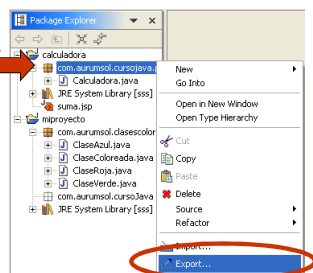 Package Explorer
calculadora
com.aurumsol.cursojava.
Calculadora.java
JRE System Library [sss]
suma.jsp
miproyecto
com.aurumsol.clasescolor
ClaseAzul.java
ClaseColoreada.java
ClaseRoja.java
ClaseVerde.java
com.aurumsol.cursoJava
JRE System Library [sss]
New
Go Into
Open in New Window
Open Type Hierarchy
Cut
Copy
Paste
Delete
Source
Refactor
Import...
Export...